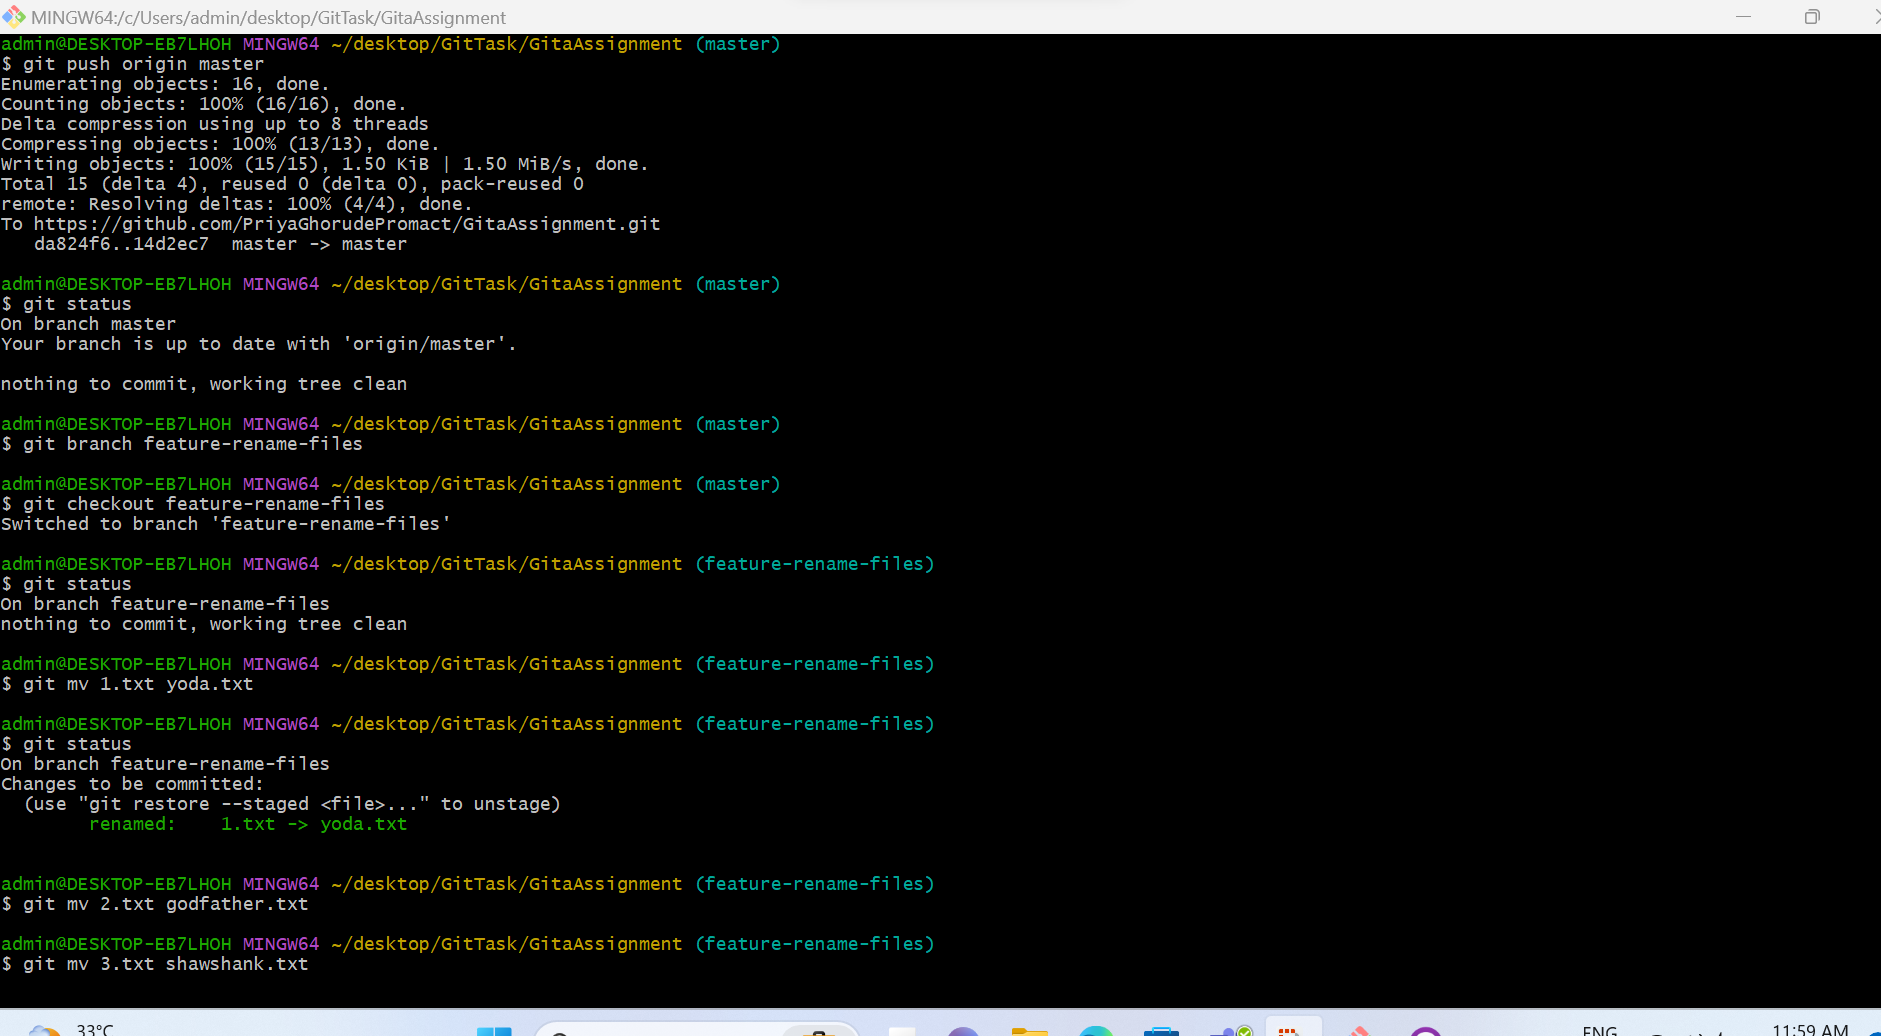 MINGW64:/c/Users/admin/desktop/GitTask/GitaAssignment
admin@DESKTOP-EB7LHOH MINGW64 ~/desktop/GitTask/GitaAssignment (master)
$ git push origin master
Enumerating objects: 16, done.
Counting objects: 100% (16/16), done.
Delta compression using up to 8 threads
Compressing objects: 100% (13/13), done.
Writing objects: 100% (15/15), 1.50 KiB | 1.50 MiB/s, done.
Total 15 (delta 4), reused 0 (delta 0), pack-reused 0
remote: Resolving deltas: 100% (4/4), done.
To https://github.com/PriyaGhorudePromact/GitaAssignment.git
   da824f6..14d2ec7  master -> master
admin@DESKTOP-EB7LHOH MINGW64 ~/desktop/GitTask/GitaAssignment (master)
$ git status
On branch master
Your branch is up to date with 'origin/master'.
nothing to commit, working tree clean
admin@DESKTOP-EB7LHOH MINGW64 ~/desktop/GitTask/GitaAssignment (master)
$ git branch feature-rename-files
admin@DESKTOP-EB7LHOH MINGW64 ~/desktop/GitTask/GitaAssignment (master)
$ git checkout feature-rename-files
Switched to branch 'feature-rename-files'
admin@DESKTOP-EB7LHOH MINGW64 ~/desktop/GitTask/GitaAssignment (feature-rename-files)
$ git status
On branch feature-rename-files
nothing to commit, working tree clean
admin@DESKTOP-EB7LHOH MINGW64 ~/desktop/GitTask/GitaAssignment (feature-rename-files)
$ git mv 1.txt yoda.txt
admin@DESKTOP-EB7LHOH MINGW64 ~/desktop/GitTask/GitaAssignment (feature-rename-files)
$ git status
On branch feature-rename-files
Changes to be committed:
  (use "git restore --staged <file>..." to unstage)
        renamed:    1.txt -> yoda.txt
admin@DESKTOP-EB7LHOH MINGW64 ~/desktop/GitTask/GitaAssignment (feature-rename-files)
$ git mv 2.txt godfather.txt
admin@DESKTOP-EB7LHOH MINGW64 ~/desktop/GitTask/GitaAssignment (feature-rename-files)
$ git mv 3.txt shawshank.txt
33°C
ENG
11:59 AM